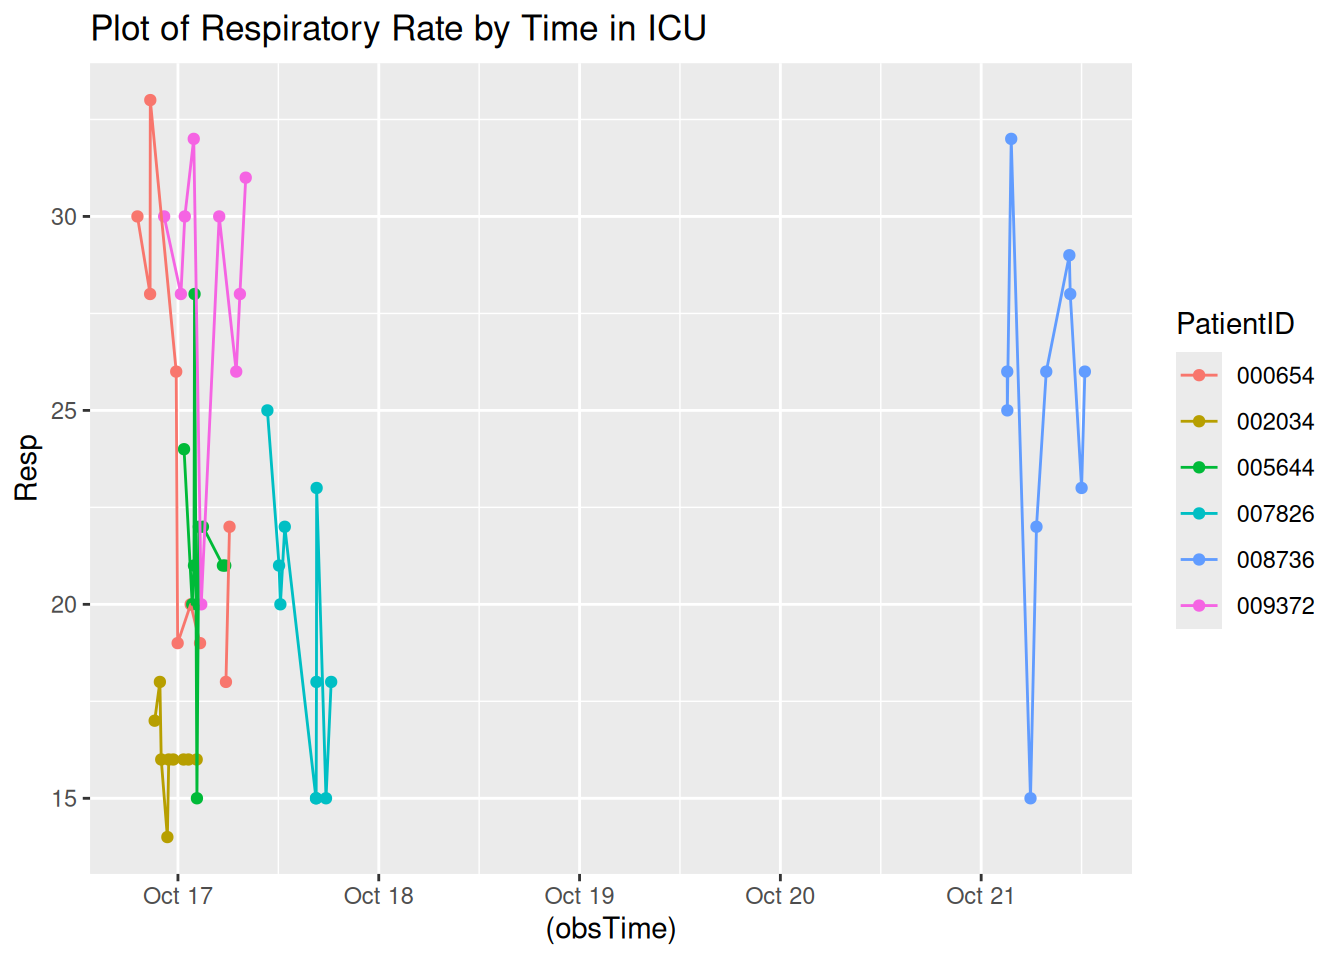 Plot of Respiratory Rate by Time in ICU
Resp
30
25
20
15
Oct 17
Oct 18
Oct 19
Oct 20
Oct 21
(obsTime)
PatientID
000654
002034
005644
007826
008736
009372